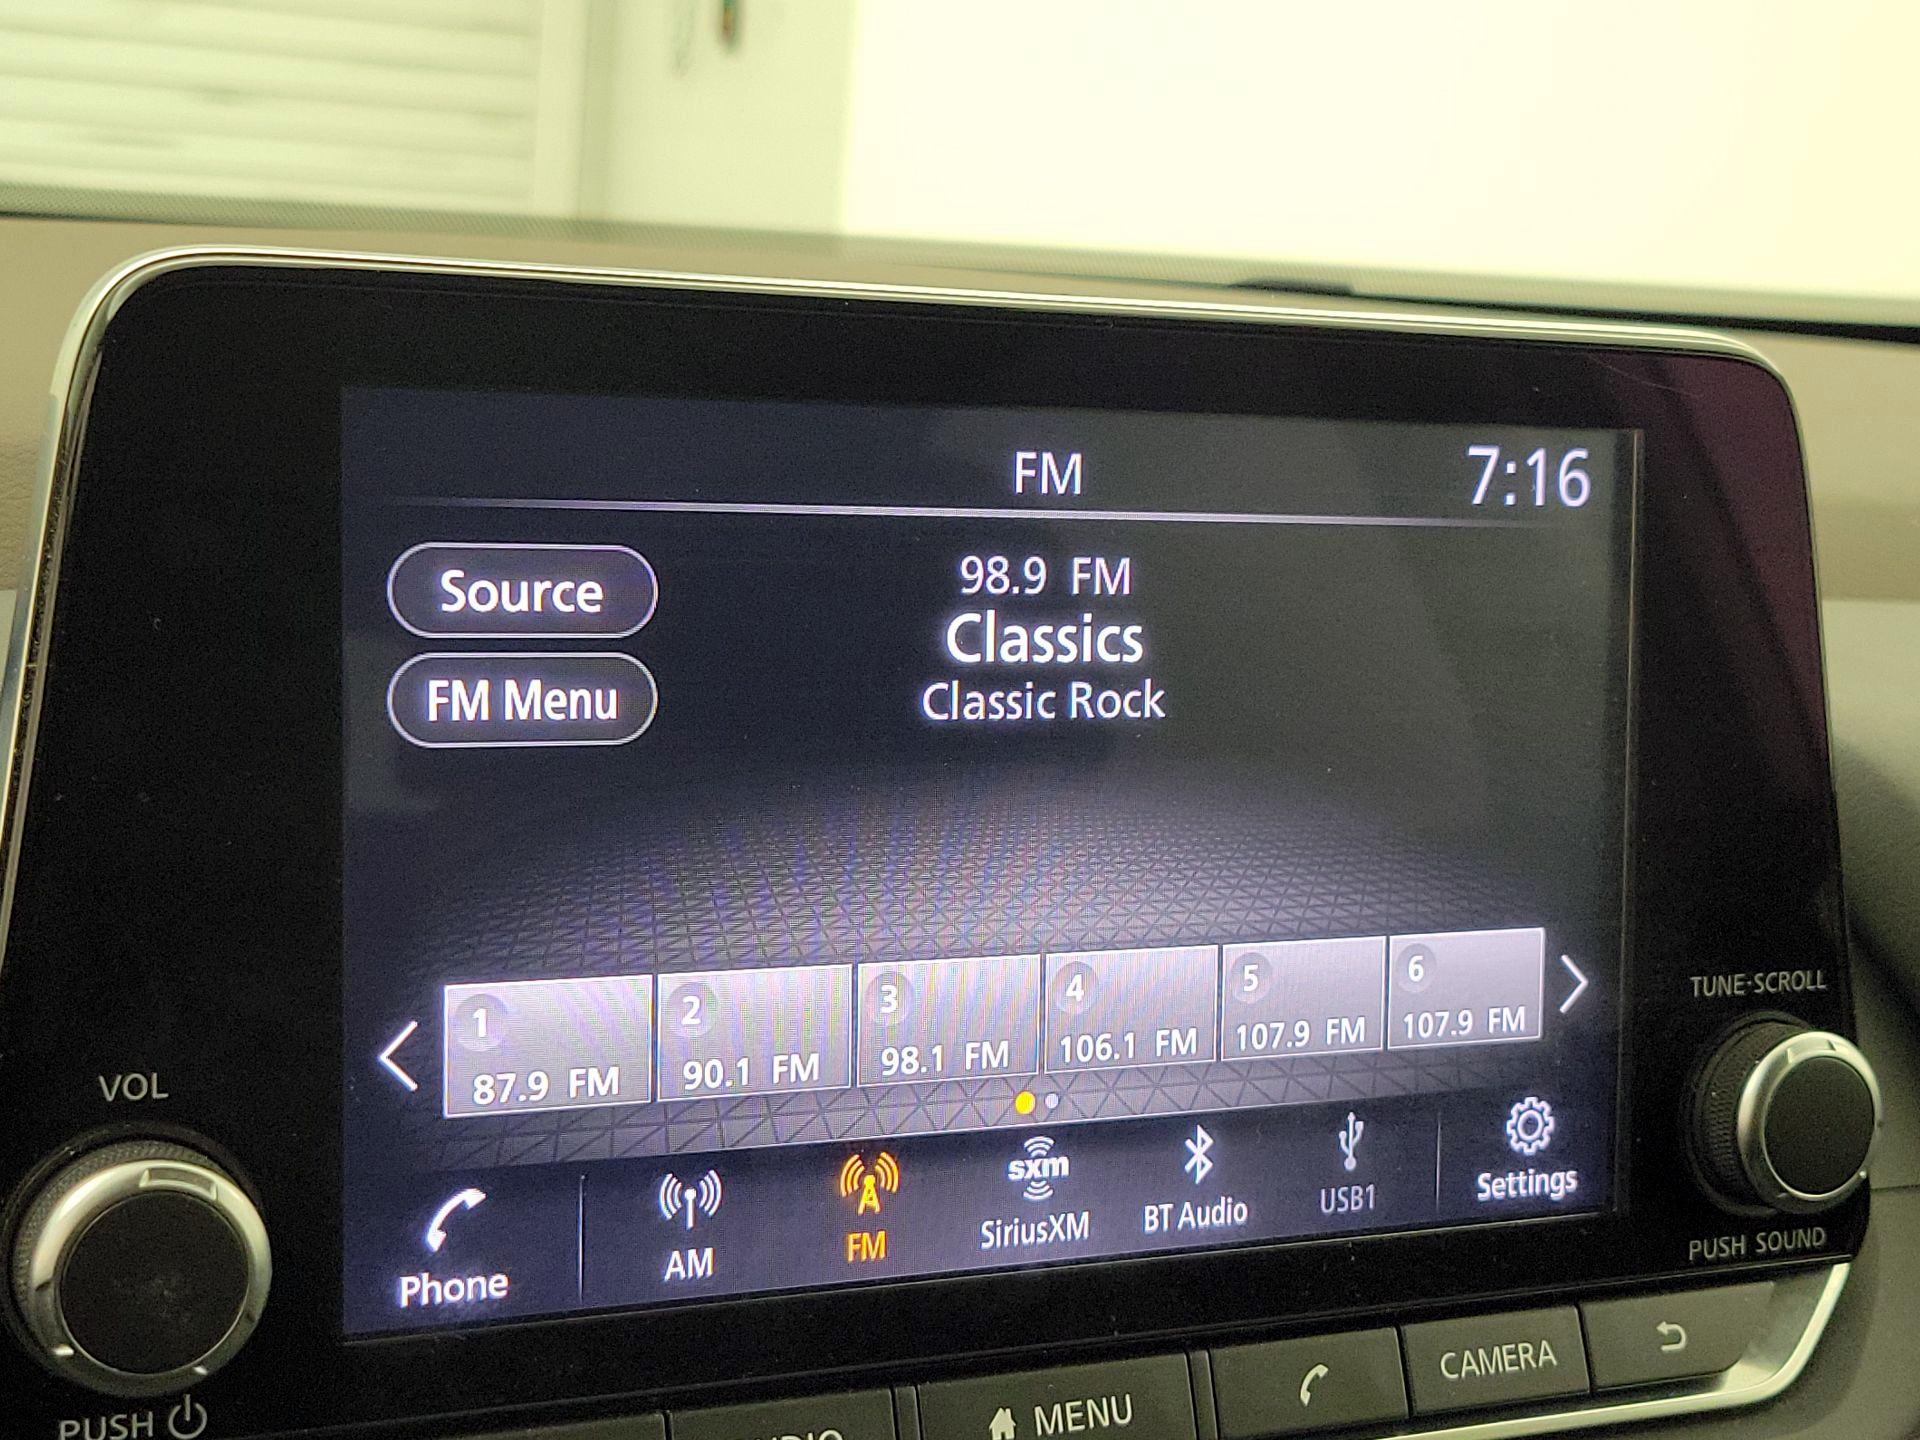 FM
7:16
Source
FM Menu
98.9 FM
Classics
Classic Rock
1
87.9 FM
2
90.1 FM
3
98.1 FM
4
106.1 FM
5
107.9 FM
6
107.9 FM
Phone
AM
FM
sxm
SiriusXM
BT Audio
USB1
Settings
VOL
PUSH
TUNE·SCROLL
PUSH SOUND
MENU
CAMERA